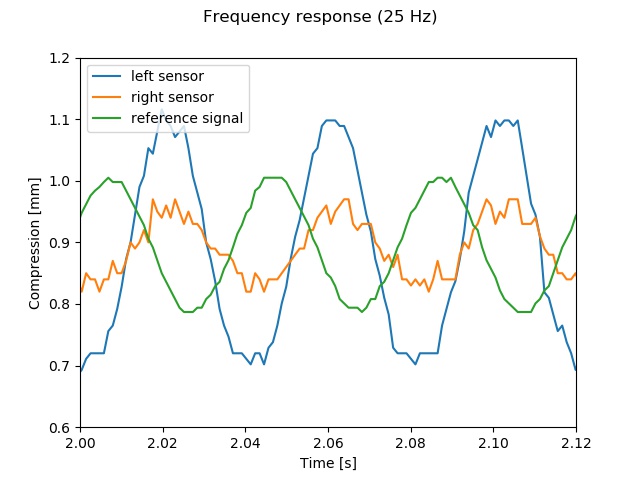 Frequency response (25 Hz)
left sensor
right sensor
reference signal
Compression [mm]
1.2
1.1
1.0
0.9
0.8
0.7
0.6
2.00 2.02 2.04 2.06 2.08 2.10 2.12
Time [s]